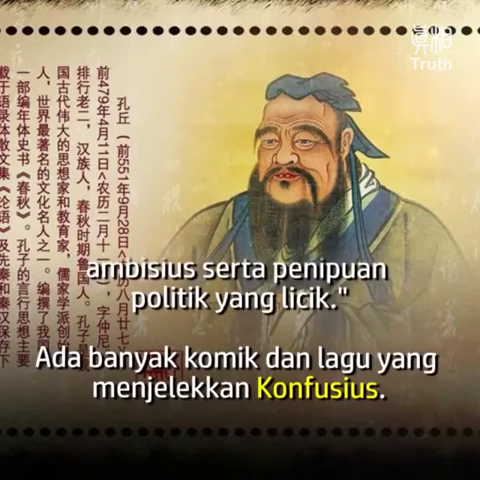 真相
Truth
孔丘（前551年9月28日<农历八月廿七>
前479年4月11日<农历二月十一>），字仲尼
排行老二，汉族人，春秋时期鲁国人。孔子是
国古代伟大的思想家和教育家，儒家学派创始
人，世界最著名的文化名人之一。编撰了我国
一部编年体史书《春秋》。孔子的言行思想主要
载于语录体散文集《论语》及先秦和秦汉保存下
ambisius serta penipuan
politik yang licik."
Ada banyak komik dan lagu yang
menjelekkan Konfusius.